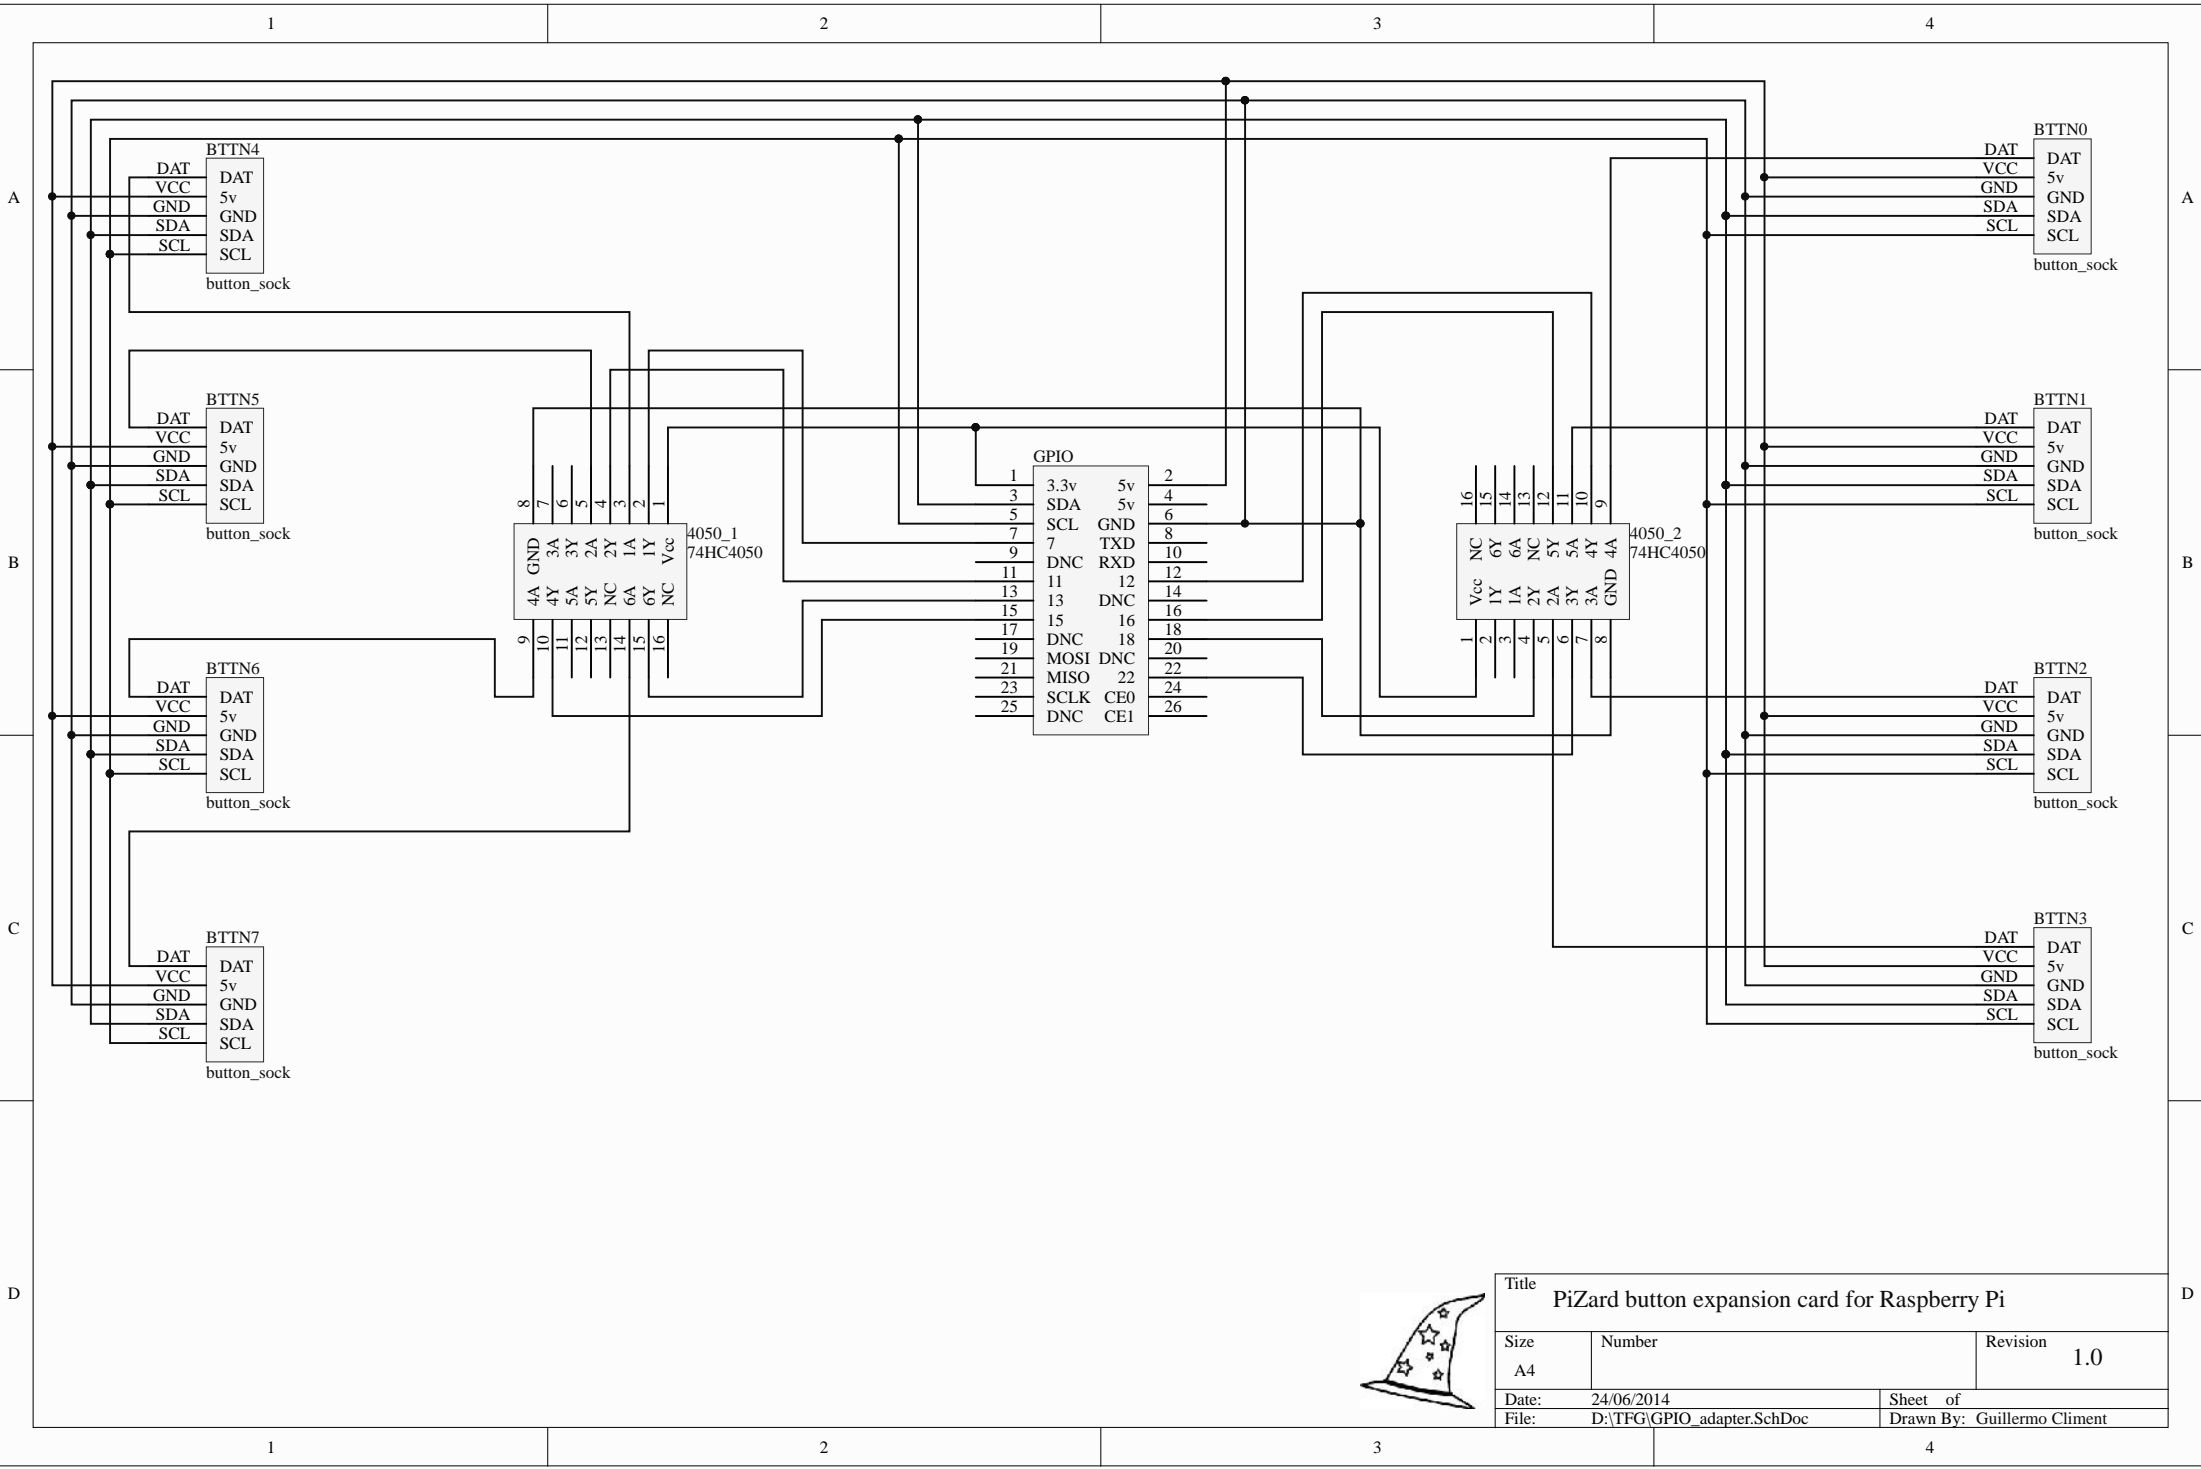 1 2 3 4
A A
B B
C C
D D
BTTN4
DAT DAT
VCC 5v
GND GND
SDA SDA
SCL SCL
button_sock
BTTN5
DAT DAT
VCC 5v
GND GND
SDA SDA
SCL SCL
button_sock
BTTN6
DAT DAT
VCC 5v
GND GND
SDA SDA
SCL SCL
button_sock
BTTN7
DAT DAT
VCC 5v
GND GND
SDA SDA
SCL SCL
button_sock
8 7 6 5 4 3 2 1
GND 3A 3Y 2A 2Y 1A 1Y Vcc
4A 4Y 5A 5Y NC 6A 6Y NC
9 10 11 12 13 14 15 16
4050_1
74HC4050
GPIO
1 3.3v 5v 2
3 SDA 5v 4
5 SCL GND 6
7 7 TXD 8
9 DNC RXD 10
11 11 12 12
13 13 DNC 14
15 15 16 16
17 DNC 18 18
19 MOSI DNC 20
21 MISO 22 22
23 SCLK CE0 24
25 DNC CE1 26
16 15 14 13 12 11 10 9
NC 6Y 6A NC 5Y 5A 4Y 4A
Vcc 1Y 1A 2Y 2A 3Y 3A GND
1 2 3 4 5 6 7 8
4050_2
74HC4050
BTTN0
DAT DAT
VCC 5v
GND GND
SDA SDA
SCL SCL
button_sock
BTTN1
DAT DAT
VCC 5v
GND GND
SDA SDA
SCL SCL
button_sock
BTTN2
DAT DAT
VCC 5v
GND GND
SDA SDA
SCL SCL
button_sock
BTTN3
DAT DAT
VCC 5v
GND GND
SDA SDA
SCL SCL
button_sock
Title
PiZard button expansion card for Raspberry Pi
Size Number Revision
A4 1.0
Date: 24/06/2014 Sheet of
File: D:\TFG\GPIO_adapter.SchDoc Drawn By: Guillermo Climent
1 2 3 4